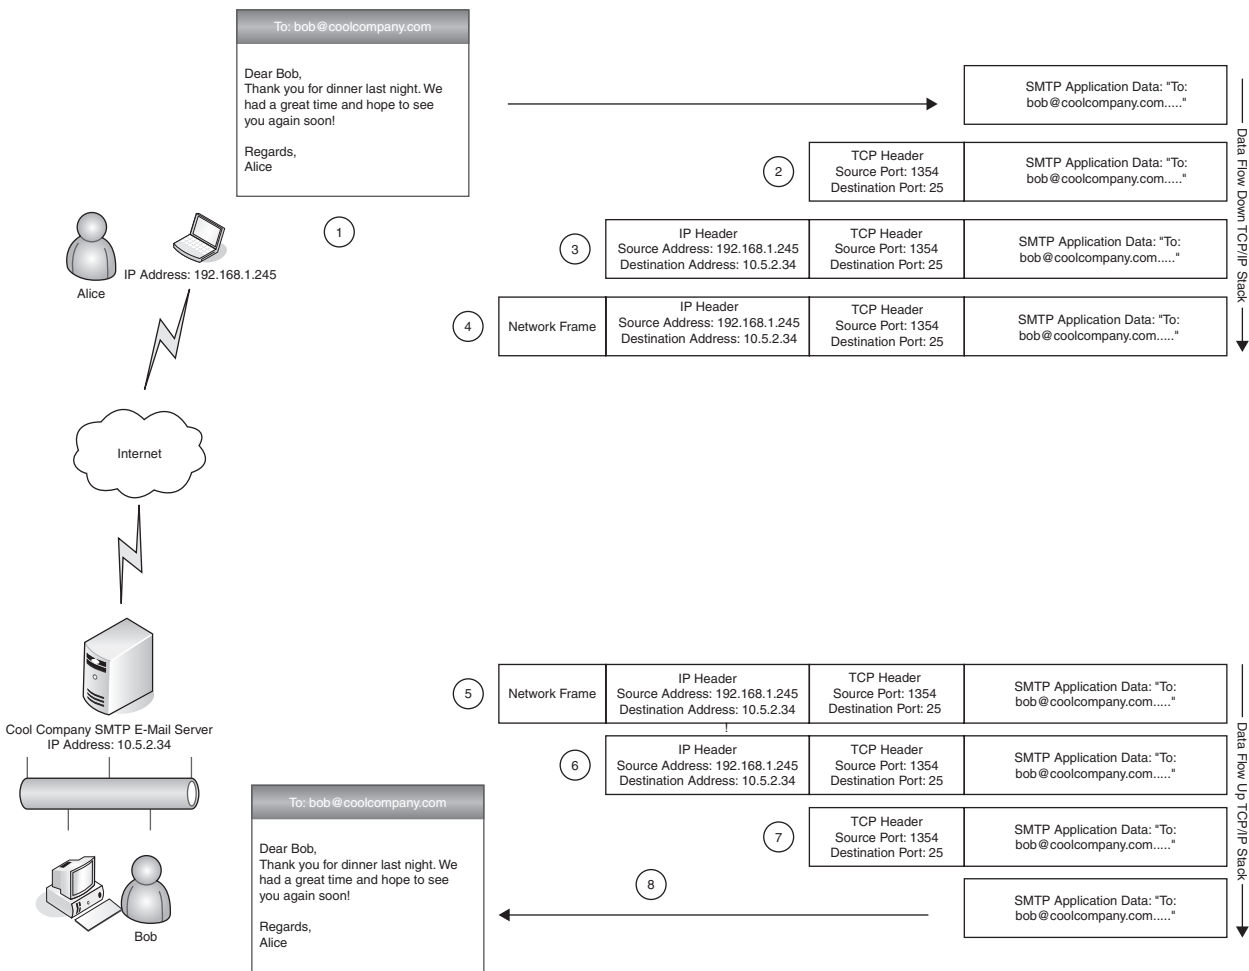 To: bob@coolcompany.com
Dear Bob,
Thank you for dinner last night. We
had a great time and hope to see
you again soon!
Regards,
Alice
SMTP Application Data: "To:
bob@coolcompany.com....."
2
TCP Header
Source Port: 1354
Destination Port: 25
SMTP Application Data: "To:
bob@coolcompany.com....."
1
Alice
IP Address: 192.168.1.245
3
IP Header
Source Address: 192.168.1.245
Destination Address: 10.5.2.34
TCP Header
Source Port: 1354
Destination Port: 25
SMTP Application Data: "To:
bob@coolcompany.com....."
4
Network Frame
IP Header
Source Address: 192.168.1.245
Destination Address: 10.5.2.34
TCP Header
Source Port: 1354
Destination Port: 25
SMTP Application Data: "To:
bob@coolcompany.com....."
Data Flow Down TCP/IP Stack
Internet
Cool Company SMTP E-Mail Server
IP Address: 10.5.2.34
5
Network Frame
IP Header
Source Address: 192.168.1.245
Destination Address: 10.5.2.34
!
TCP Header
Source Port: 1354
Destination Port: 25
SMTP Application Data: "To:
bob@coolcompany.com....."
6
IP Header
Source Address: 192.168.1.245
Destination Address: 10.5.2.34
TCP Header
Source Port: 1354
Destination Port: 25
SMTP Application Data: "To:
bob@coolcompany.com....."
7
TCP Header
Source Port: 1354
Destination Port: 25
SMTP Application Data: "To:
bob@coolcompany.com....."
8
SMTP Application Data: "To:
bob@coolcompany.com....."
Data Flow Up TCP/IP Stack
To: bob@coolcompany.com
Dear Bob,
Thank you for dinner last night. We
had a great time and hope to see
you again soon!
Regards,
Alice
Bob